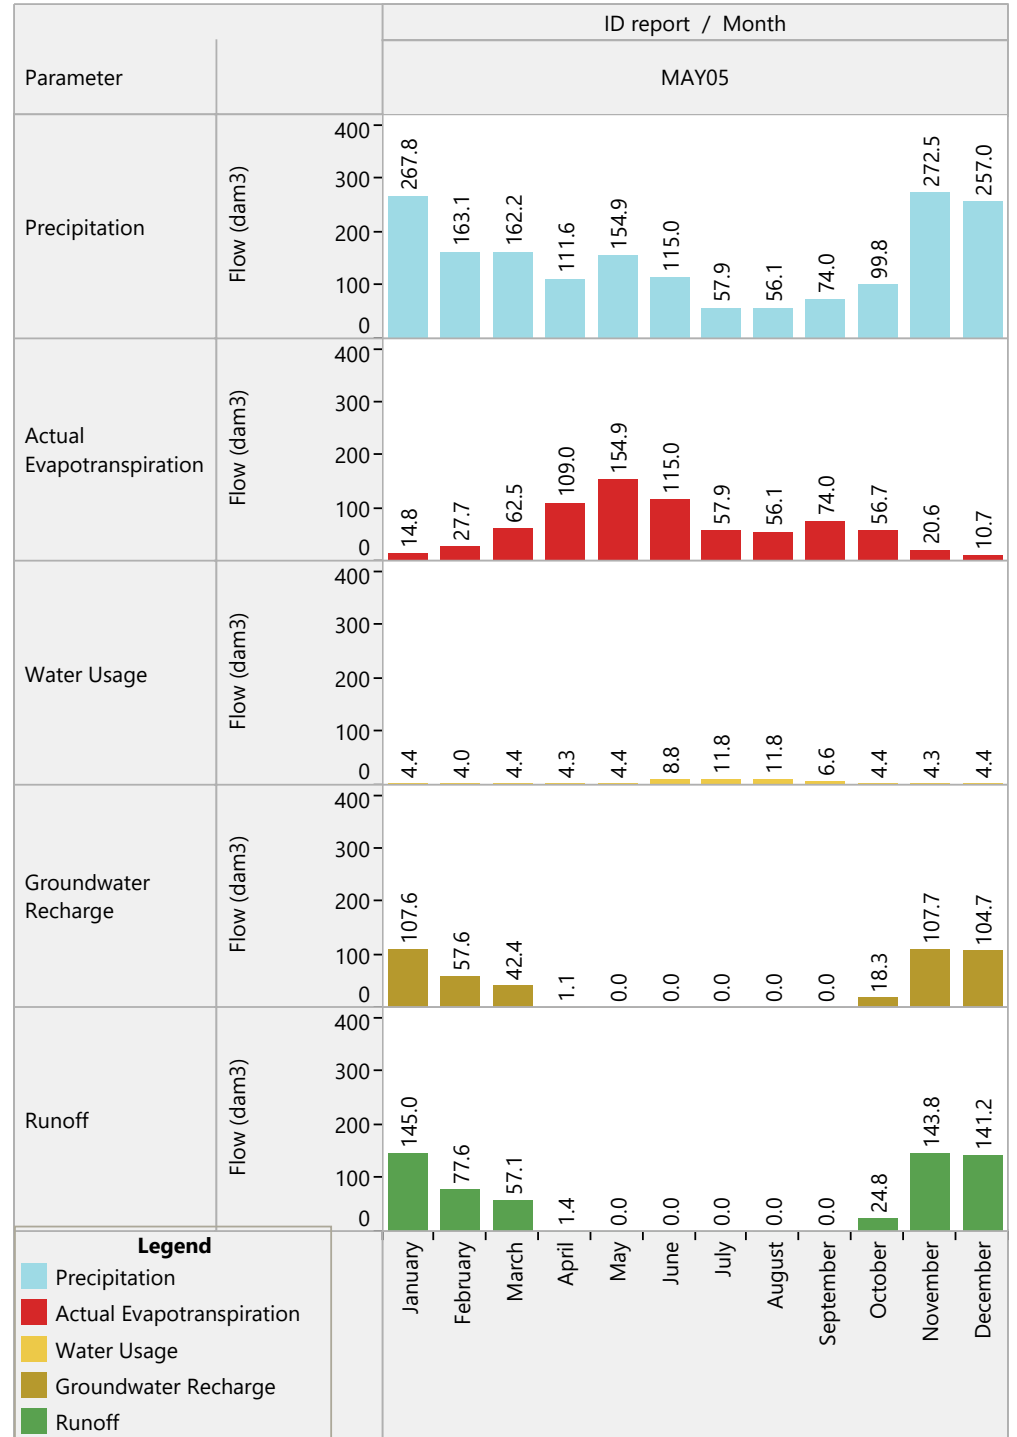 ID report / Month
Parameter
MAY05
Precipitation
Flow (dam3)
400
300
200
100
0
267.8
163.1
162.2
111.6
154.9
115.0
57.9
56.1
74.0
99.8
272.5
257.0
Actual
Evapotranspiration
Flow (dam3)
400
300
200
100
0
14.8
27.7
62.5
109.0
154.9
115.0
57.9
56.1
74.0
56.7
20.6
10.7
Water Usage
Flow (dam3)
400
300
200
100
0
4.4
4.0
4.4
4.3
4.4
8.8
11.8
11.8
6.6
4.4
4.3
4.4
Groundwater
Recharge
Flow (dam3)
400
300
200
100
0
107.6
57.6
42.4
1.1
0.0
0.0
0.0
0.0
0.0
18.3
107.7
104.7
Runoff
Flow (dam3)
400
300
200
100
0
145.0
77.6
57.1
1.4
0.0
0.0
0.0
0.0
0.0
24.8
143.8
141.2
January
February
March
April
May
June
July
August
September
October
November
December
Legend
Precipitation
Actual Evapotranspiration
Water Usage
Groundwater Recharge
Runoff